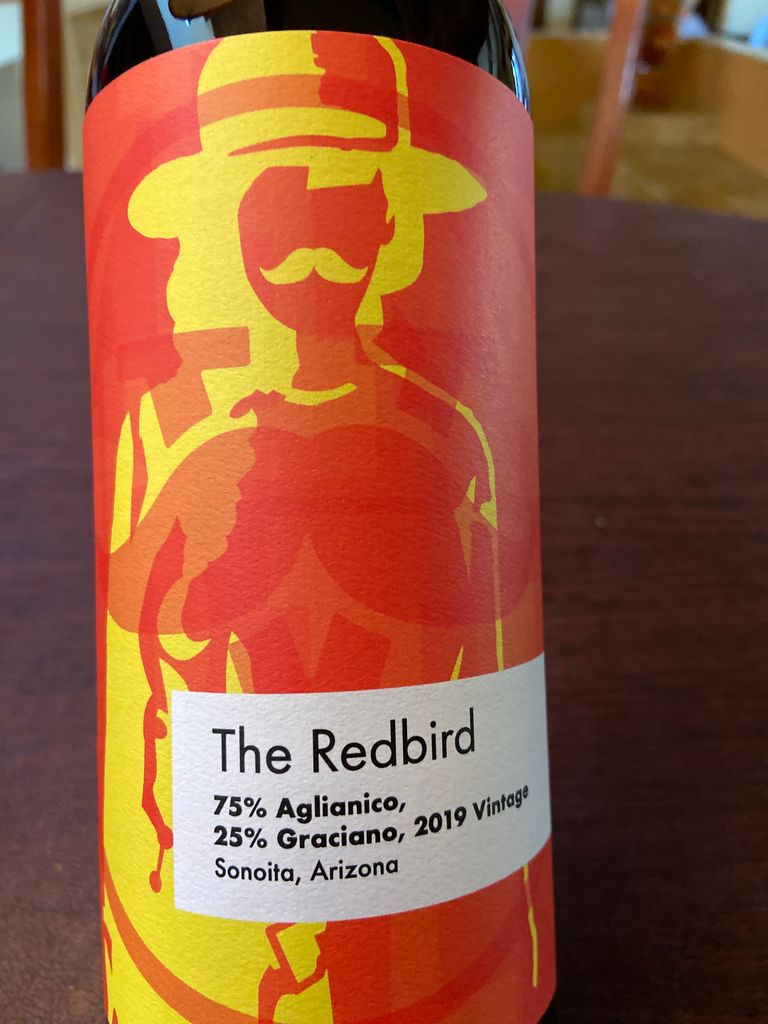 The Redbird
75% Aglianico,
25% Graciano, 2019 Vintage
Sonoita, Arizona